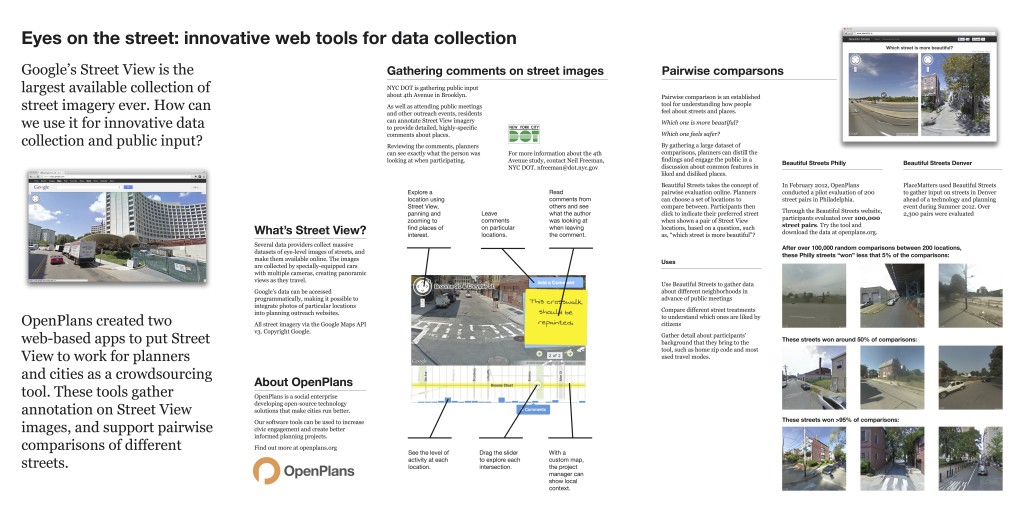 Eyes on the street: innovative web tools for data collection
Google's Street View is the
largest available collection of
street imagery ever. How can
we use it for innovative data
collection and public input?
Google
OpenPlans created two
web-based apps to put Street
View to work for planners
and cities as a crowdsourcing
tool. These tools gather
annotation on Street View
images, and support pairwise
comparisons of different
streets.
What's Street View?
Several data providers collect massive
datasets of eye-level images of streets, and
make them available online. The images
are collected by specially-equipped cars
with multiple cameras, creating panoramic
views as they travel.
Google's data can be accessed
programmatically, making it possible to
integrate photos of particular locations
into planning outreach websites.
All street imagery via the Google Maps API
v3. Copyright Google.
About OpenPlans
OpenPlans is a social enterprise
developing open-source technology
solutions that make cities run better.
Our software tools can be used to increase
civic engagement and create better
informed planning projects.
Find out more at openplans.org
OpenPlans
Gathering comments on street images
NYC DOT is gathering public input
about 4th Avenue in Brooklyn.
As well as attending public meetings
and other outreach events, residents
can annotate Street View imagery
to provide detailed, highly-specific
comments about places.
Reviewing the comments, planners
can see exactly what the person was
looking at when participating.
NEW YORK CITY
DOT
For more information about the 4th
Avenue study, contact Neil Freeman,
NYC DOT. nfreeman@dot.nyc.gov
Explore a
location using
Street View,
panning and
zooming to
find places of
interest.
Leave
comments
on particular
locations.
Read
comments from
others and see
what the author
was looking at
when leaving
the comment.
Add a Comment
This crosswalk
should be
repainted.
2 of 2
Comments
See the level of
activity at each
location.
Drag the slider
to explore each
intersection.
With a
custom map,
the project
manager can
show local
context.
Pairwise comparsons
Pairwise comparison is an established
tool for understanding how people
feel about streets and places.
Which one is more beautiful?
Which one feels safer?
By gathering a large dataset of
comparisons, planners can distill the
findings and engage the public in a
discussion about common features in
liked and disliked places.
Beautiful Streets takes the concept of
pairwise evaluation online. Planners
can choose a set of locations to
compare between. Participants then
click to indicate their preferred street
when shown a pair of Street View
locations, based on a question, such
as, "which street is more beautiful"?
Uses
Use Beautiful Streets to gather data
about different neighborhoods in
advance of public meetings
Compare different street treatments
to understand which ones are liked by
citizens
Gather detail about participants'
background that they bring to the
tool, such as home zip code and most
used travel modes.
Which street is more beautiful?
Beautiful Streets Philly
In February 2012, OpenPlans
conducted a pilot evaluation of 200
street pairs in Philadelphia.
Through the Beautiful Streets website,
participants evaluated over 100,000
street pairs. Try the tool and
download the data at openplans.org.
Beautiful Streets Denver
PlaceMatters used Beautiful Streets
to gather input on streets in Denver
ahead of a technology and planning
event during Summer 2012. Over
2,300 pairs were evaluated
After over 100,000 random comparisons between 200 locations,
these Philly streets "won" less that 5% of the comparisons:
These streets won around 50% of comparisons:
These streets won >95% of comparisons: